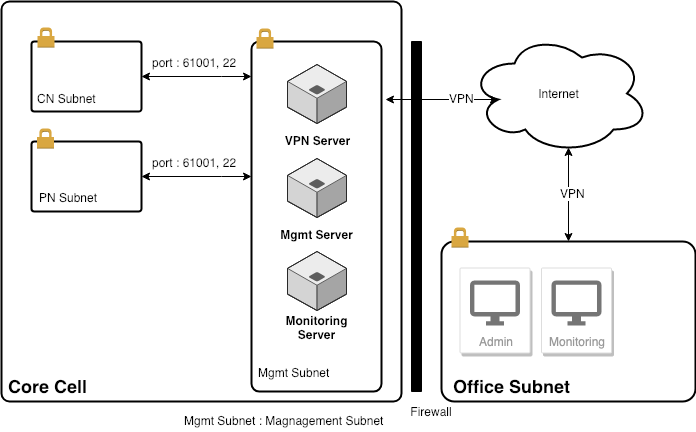 port : 61001, 22
CN Subnet
VPN Server
VPN
Internet
port : 61001, 22
PN Subnet
VPN
Mgmt Server
Monitoring
Server
Admin
Monitoring
Mgmt Subnet
Core Cell
Office Subnet
Firewall
Mgmt Subnet : Magnagement Subnet